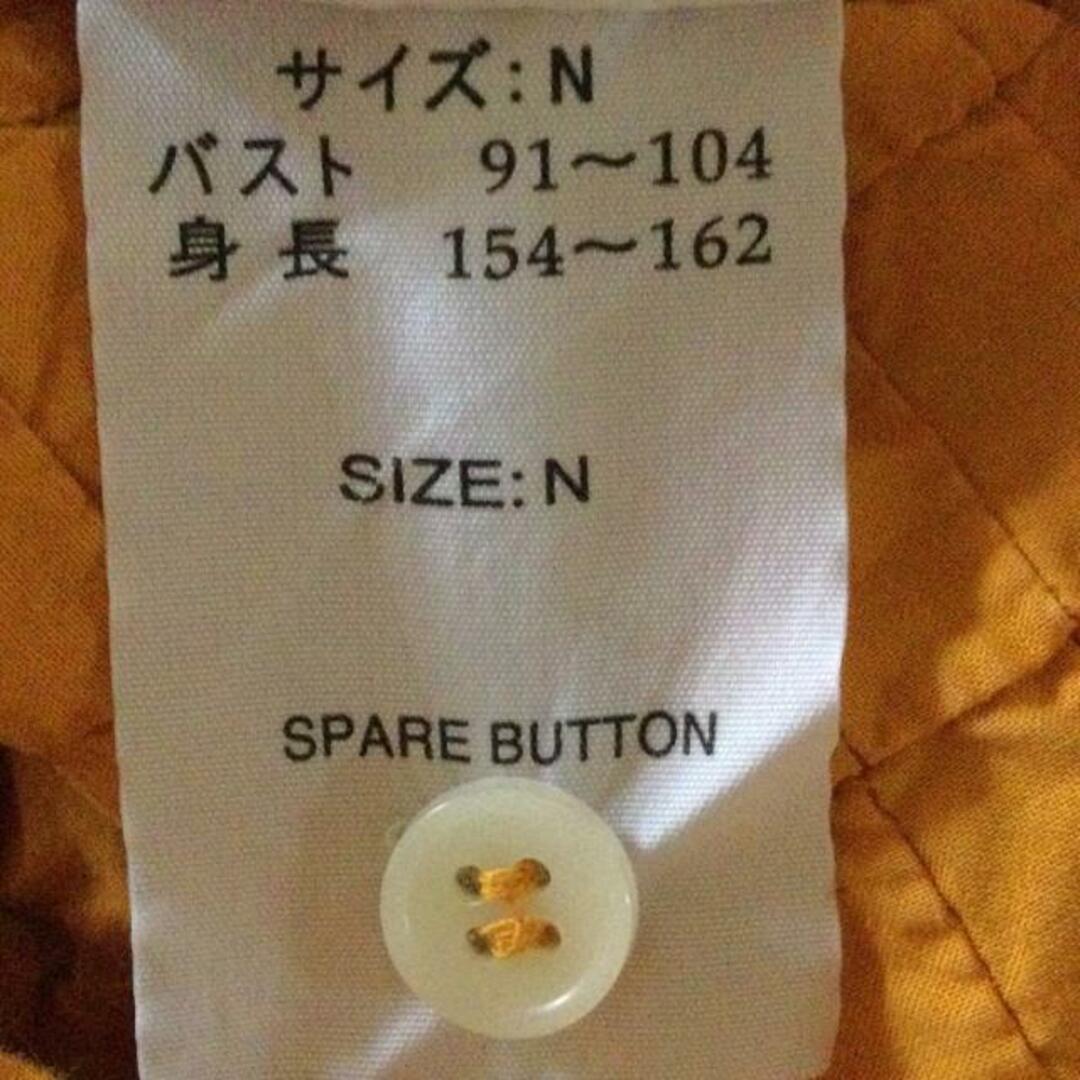 サイズ：N
バスト　91～104
身長　154～162
SIZE: N
SPARE BUTTON